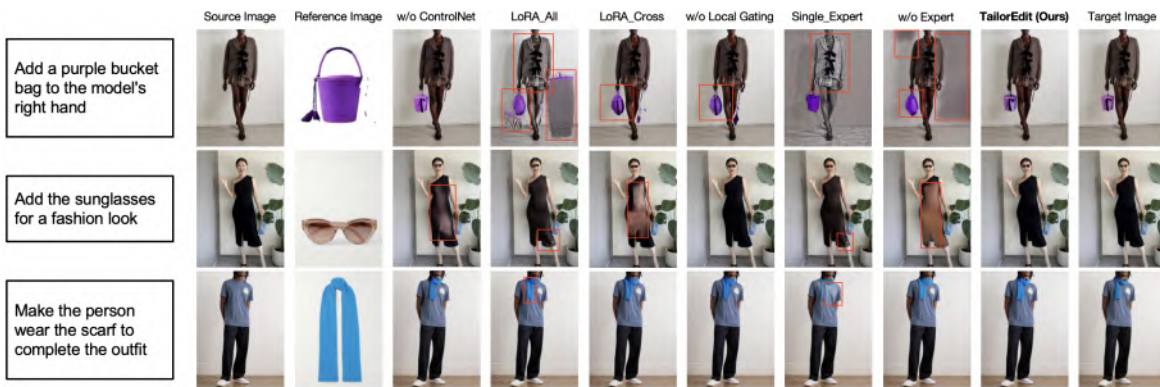 Source Image Reference Image w/o ControlNet LoRA_All LoRA_Cross w/o Local Gating Single_Expert w/o Expert TailorEdit (Ours) Target Image
Add a purple bucket
bag to the model's
right hand
Add the sunglasses
for a fashion look
Make the person
wear the scarf to
complete the outfit